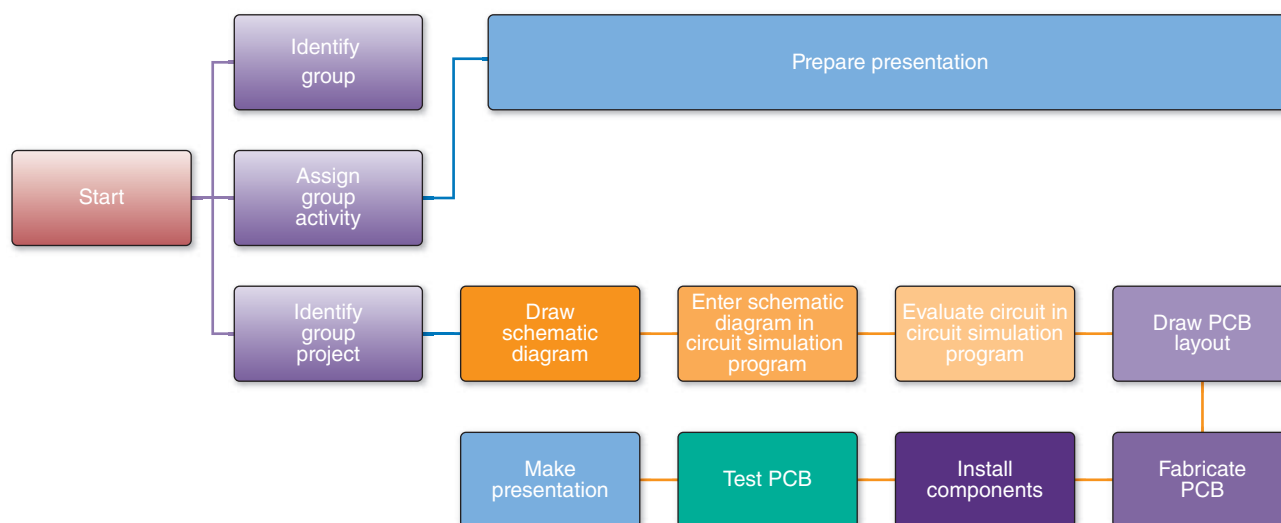 Identify
group
Prepare presentation
Start
Assign
group
activity
Identify
group
project
Draw
schematic
diagram
Enter schematic
diagram in
circuit simulation
program
Evaluate circuit in
circuit simulation
program
Draw PCB
layout
Make
presentation
Test PCB
Install
components
Fabricate
PCB